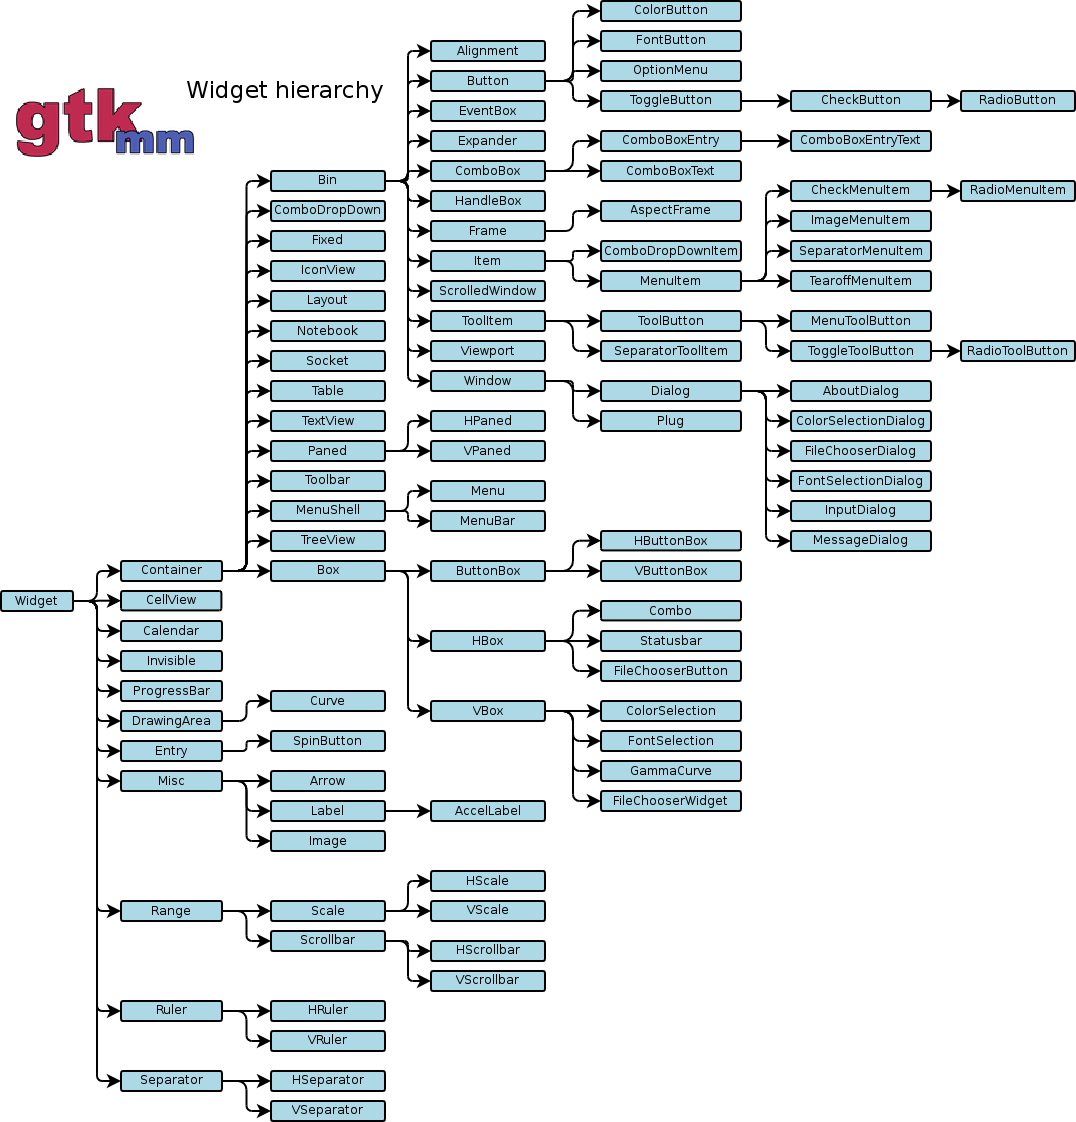 gtkmm
Widget hierarchy
Widget
Container
CellView
Calendar
Invisible
ProgressBar
DrawingArea
Entry
Misc
Range
Ruler
Separator
Bin
ComboDropDown
Fixed
IconView
Layout
Notebook
Socket
Table
TextView
Paned
Toolbar
MenuShell
TreeView
Box
Curve
SpinButton
Arrow
Label
Image
Scale
Scrollbar
HRuler
VRuler
HSeparator
VSeparator
Alignment
Button
EventBox
Expander
ComboBox
HandleBox
Frame
Item
ScrolledWindow
ToolItem
Viewport
Window
HPaned
VPaned
Menu
MenuBar
ButtonBox
HBox
VBox
AccelLabel
HScale
VScale
HScrollbar
VScrollbar
ColorButton
FontButton
OptionMenu
ToggleButton
ComboBoxEntry
ComboBoxText
AspectFrame
ComboDropDownItem
MenuItem
ToolButton
SeparatorToolItem
Dialog
Plug
HButtonBox
VButtonBox
Combo
Statusbar
FileChooserButton
ColorSelection
FontSelection
GammaCurve
FileChooserWidget
CheckButton
ComboBoxEntryText
CheckMenuItem
ImageMenuItem
SeparatorMenuItem
TearoffMenuItem
MenuToolButton
ToggleToolButton
AboutDialog
ColorSelectionDialog
FileChooserDialog
FontSelectionDialog
InputDialog
MessageDialog
RadioButton
RadioMenuItem
RadioToolButton